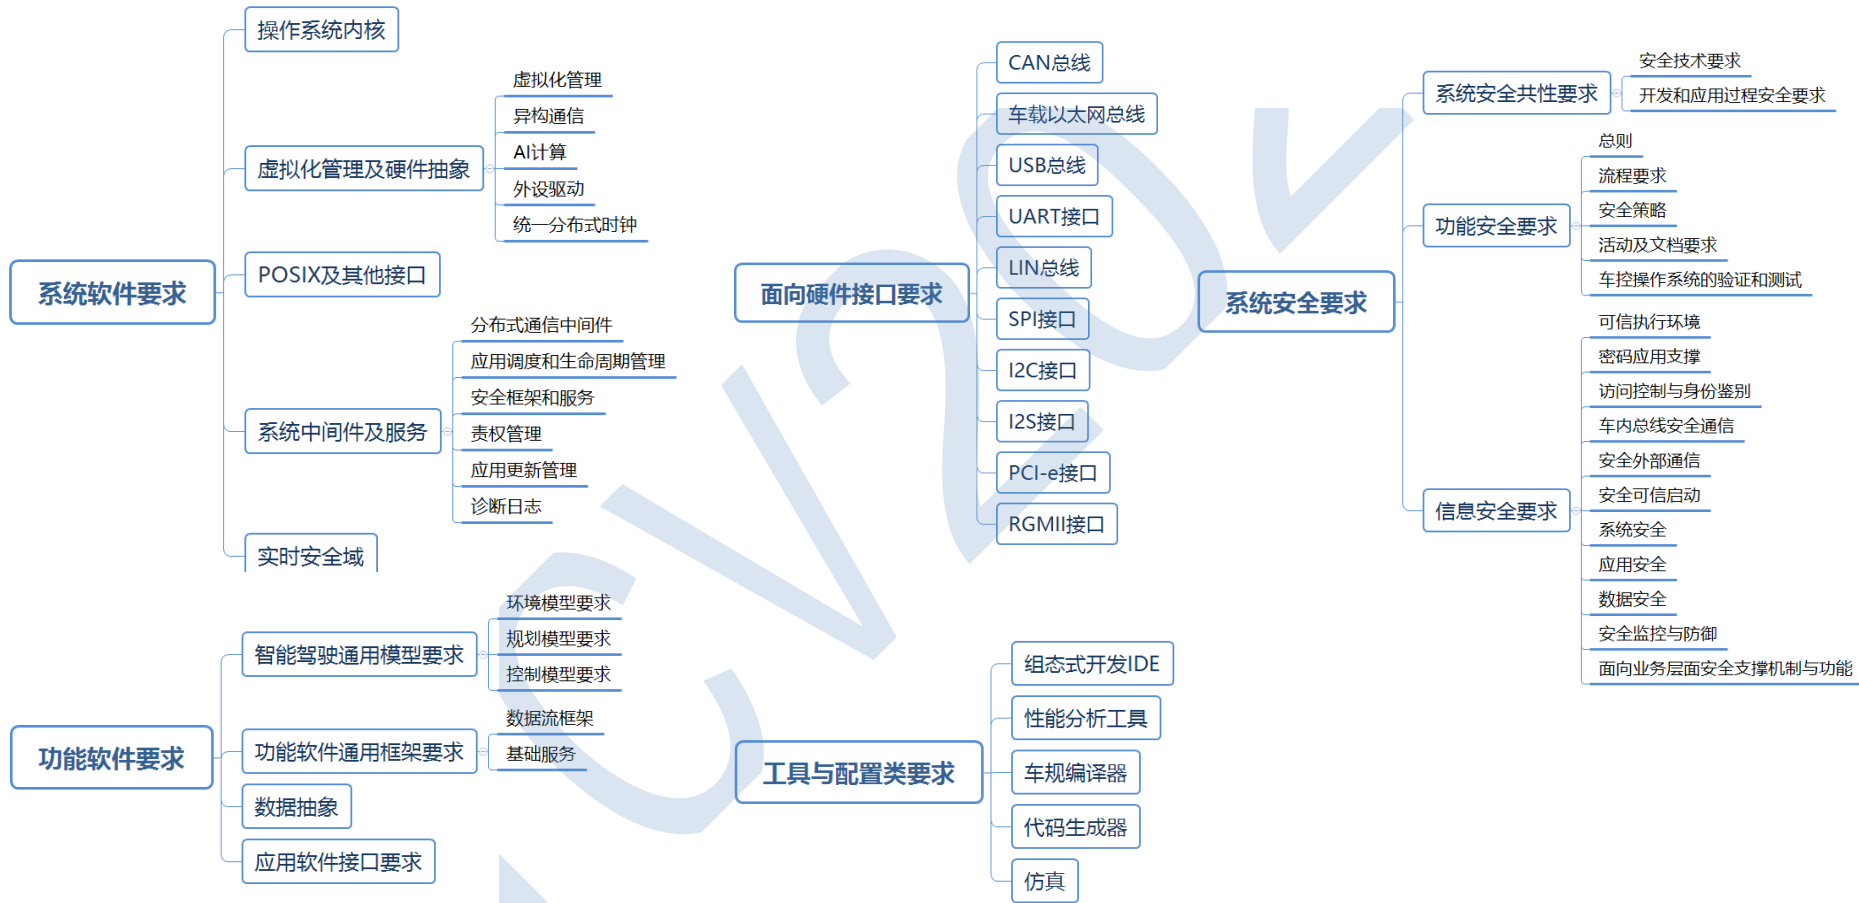 系统软件要求
操作系统内核
虚拟化管理及硬件抽象
虚拟化管理
异构通信
AI计算
外设驱动
统一分布式时钟
POSIX及其他接口
系统中间件及服务
分布式通信中间件
应用调度和生命周期管理
安全框架和服务
责权管理
应用更新管理
诊断日志
实时安全域
功能软件要求
智能驾驶通用模型要求
环境模型要求
规划模型要求
控制模型要求
功能软件通用框架要求
数据流框架
基础服务
数据抽象
应用软件接口要求
面向硬件接口要求
CAN总线
车载以太网总线
USB总线
UART接口
LIN总线
SPI接口
I2C接口
I2S接口
PCI-e接口
RGMII接口
工具与配置类要求
组态式开发IDE
性能分析工具
车规编译器
代码生成器
仿真
系统安全要求
系统安全共性要求
安全技术要求
开发和应用过程安全要求
功能安全要求
总则
流程要求
安全策略
活动及文档要求
车控操作系统的验证和测试
信息安全要求
可信执行环境
密码应用支撑
访问控制与身份鉴别
车内总线安全通信
安全外部通信
安全可信启动
系统安全
应用安全
数据安全
安全监控与防御
面向业务层面安全支撑机制与功能
CV20